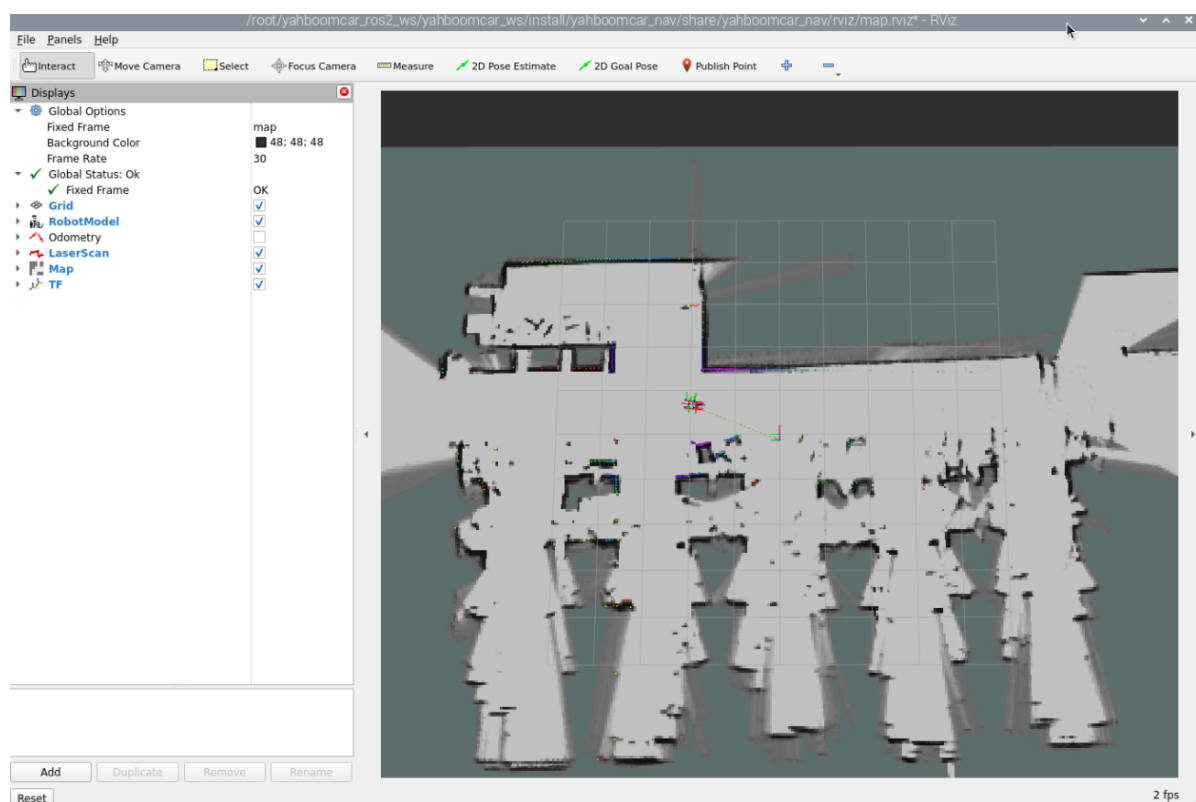 /root/yahboomcar_ros2_ws/yahboomcar_ws/install/yahboomcar_nav/share/yahboomcar_nav/rviz/map.rviz* - RViz
File Panels Help
Interact Move Camera Select Focus Camera Measure 2D Pose Estimate 2D Goal Pose Publish Point
Displays
Global Options
Fixed Frame map
Background Color 48; 48; 48
Frame Rate 30
Global Status: Ok
Fixed Frame OK
Grid
RobotModel
Odometry
LaserScan
Map
TF
Add Duplicate Remove Rename
Reset 2 fps